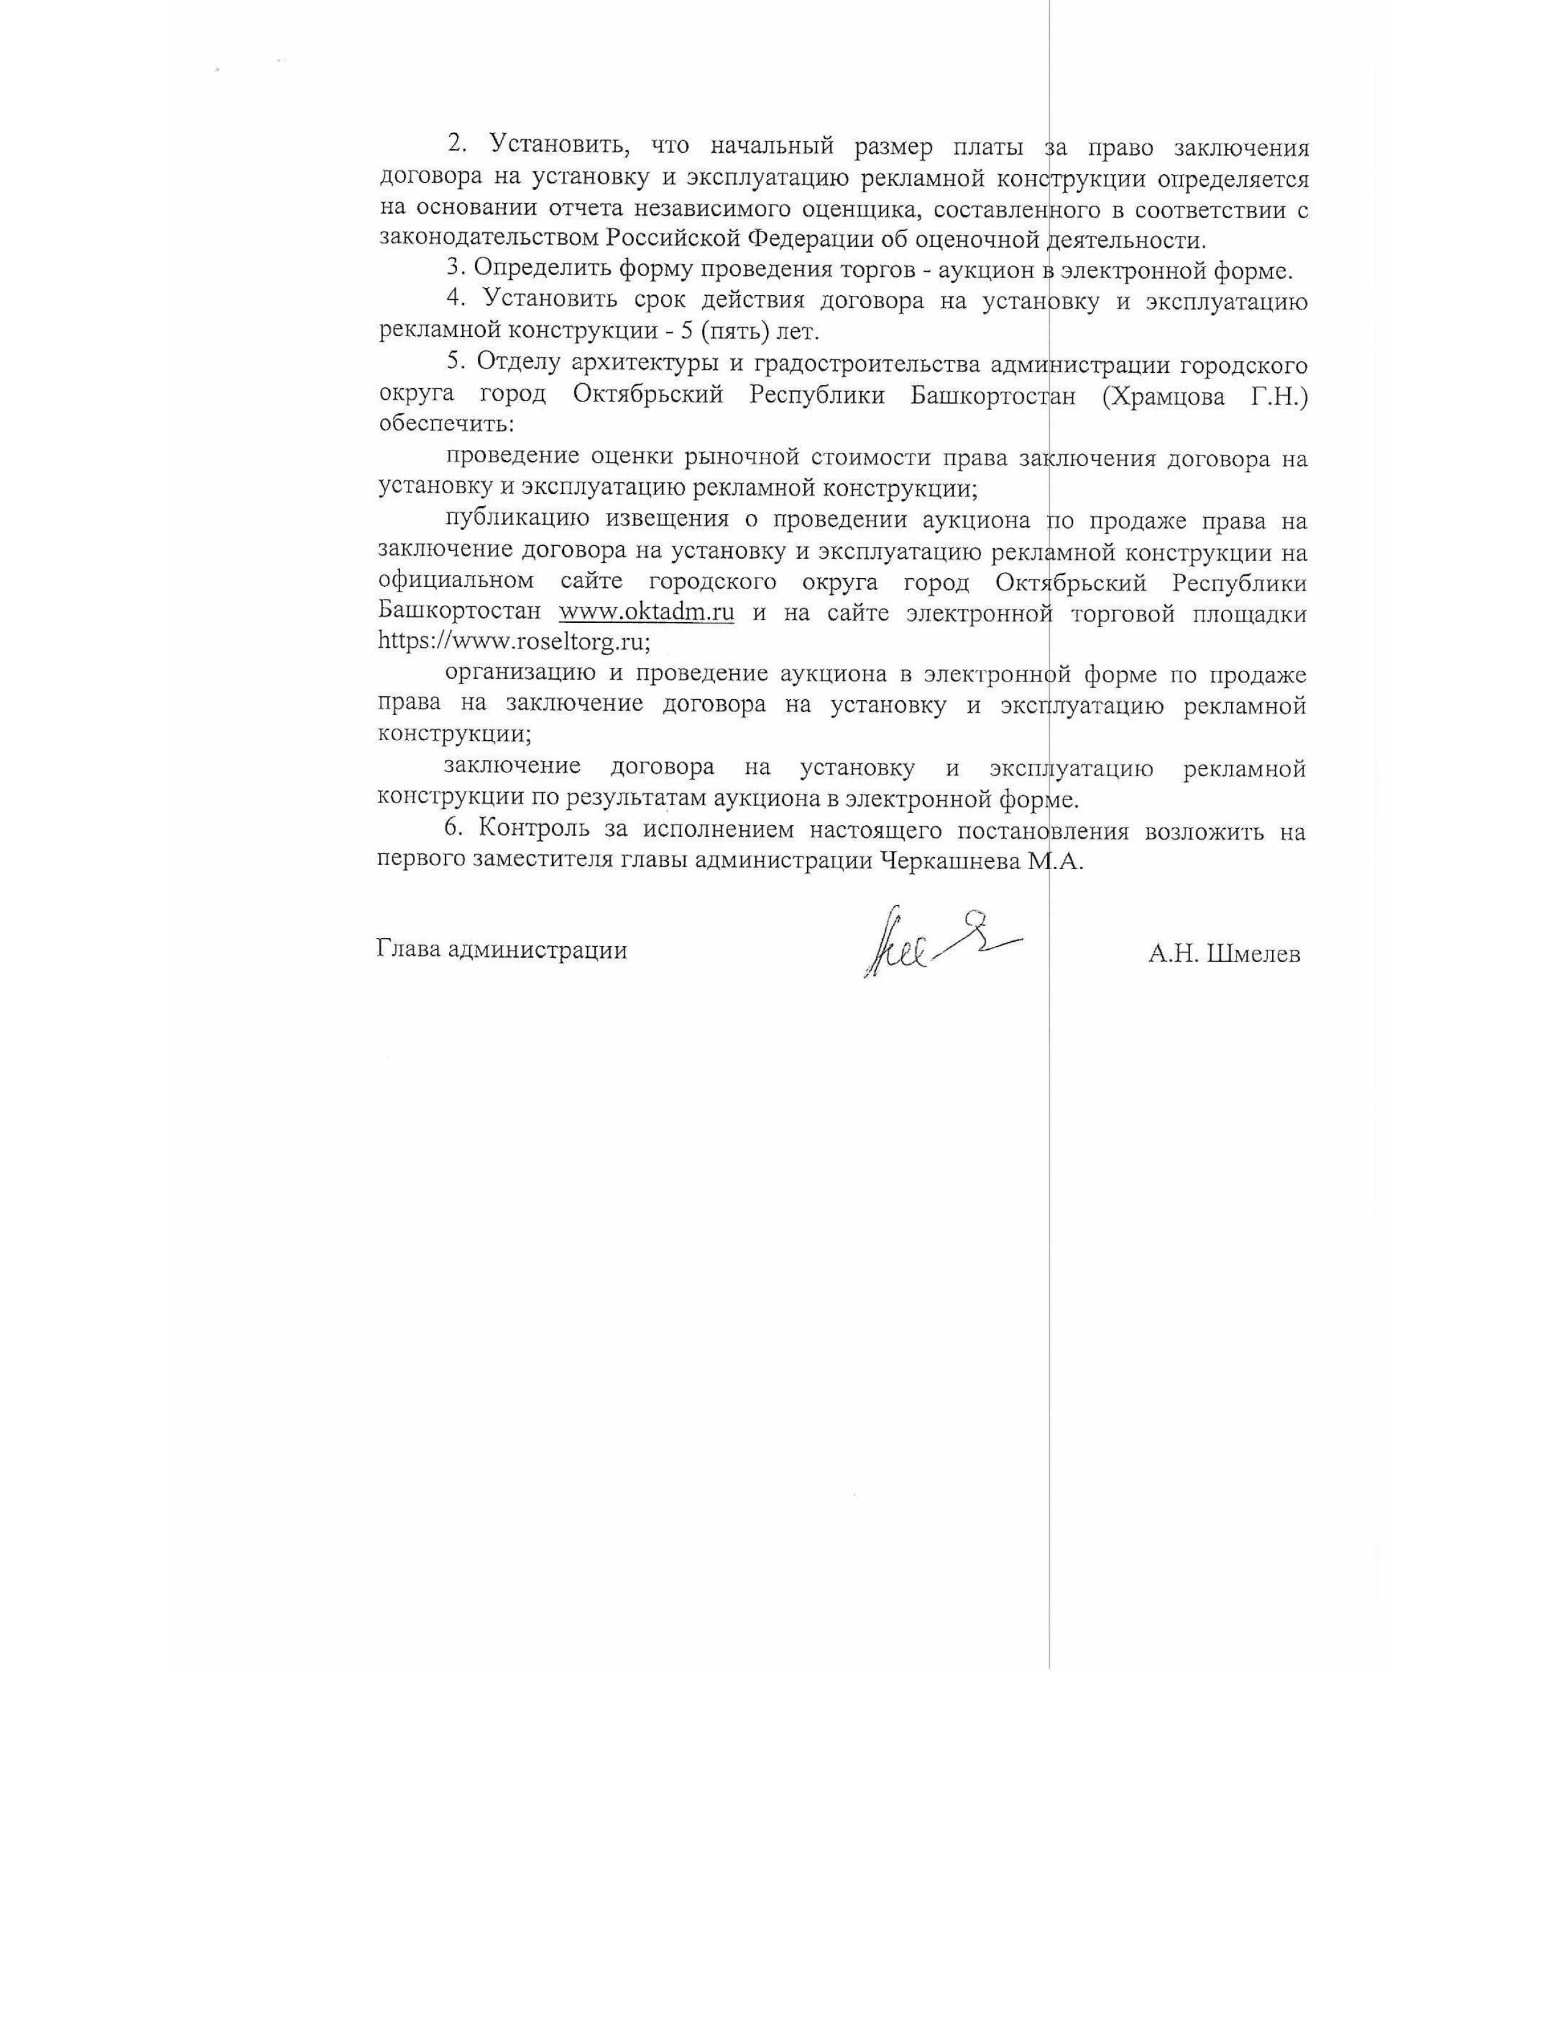 2. Установить, что начальный размер платы за право заключения
договора на установку и эксплуатацию рекламной конструкции определяется
на основании отчета независимого оценщика, составленного в соответствии с
законодательством Российской Федерации об оценочной деятельности.
3. Определить форму проведения торгов - аукцион в электронной форме.
4. Установить срок действия договора на установку и эксплуатацию
рекламной конструкции - 5 (пять) лет.
5. Отделу архитектуры и градостроительства администрации городского
округа город Октябрьский Республики Башкортостан (Храмцова Г.Н.)
обеспечить:
проведение оценки рыночной стоимости права заключения договора на
установку и эксплуатацию рекламной конструкции;
публикацию извещения о проведении аукциона по продаже права на
заключение договора на установку и эксплуатацию рекламной конструкции на
официальном сайте городского округа город Октябрьский Республики
Башкортостан www.oktadm.ru и на сайте электронной торговой площадки
https://www.roseltorg.ru;
организацию и проведение аукциона в электронной форме по продаже
права на заключение договора на установку и эксплуатацию рекламной
конструкции;
заключение договора на установку и эксплуатацию рекламной
конструкции по результатам аукциона в электронной форме.
6. Контроль за исполнением настоящего постановления возложить на
первого заместителя главы администрации Черкашнева М.А.
Глава администрации А.Н. Шмелев